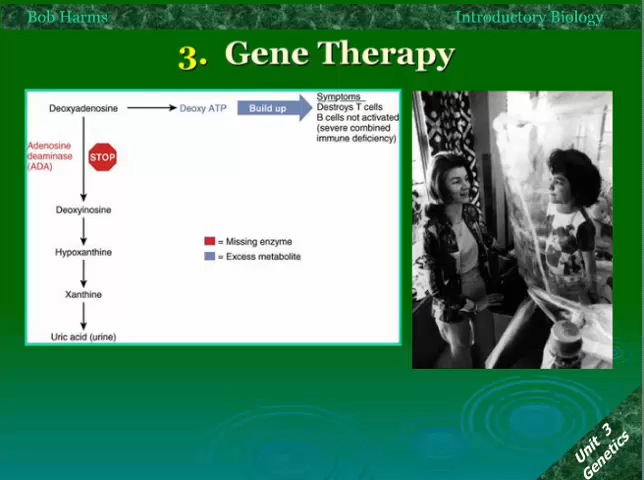 Bob Harms
Introductory Biology
3. Gene Therapy
Deoxyadenosine
Deoxy ATP
Build up
Symptoms
Destroys T cells
B cells not activated
(severe combined
immune deficiency)
Adenosine
deaminase
(ADA)
STOP
Deoxyinosine
Hypoxanthine
Xanthine
Uric acid (urine)
= Missing enzyme
= Excess metabolite
Unit 3
Genetics